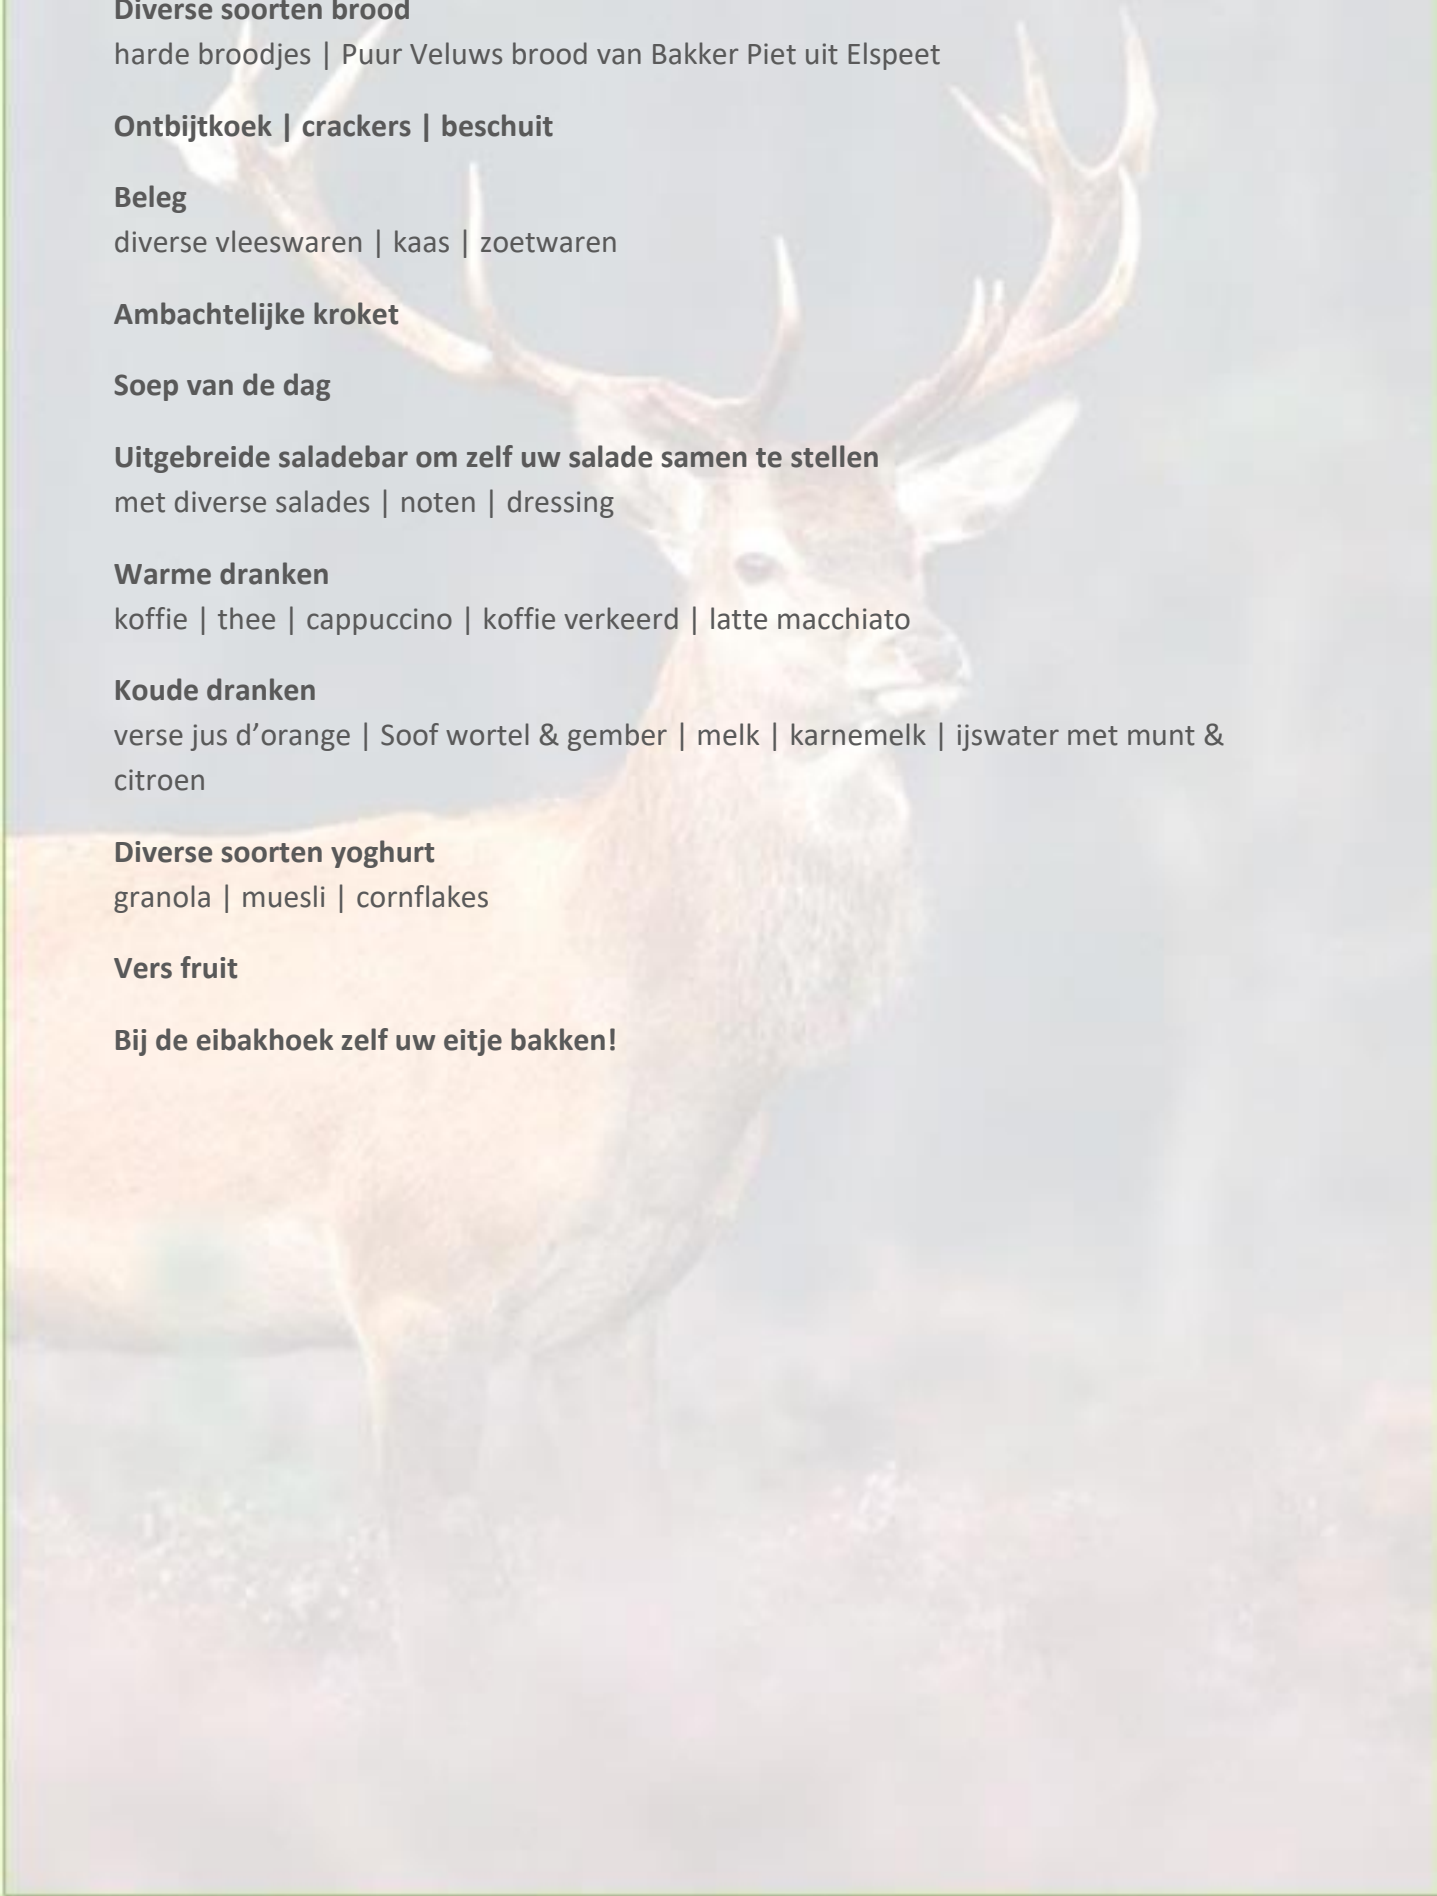 Diverse soorten brood
harde broodjes | Puur Veluws brood van Bakker Piet uit Elspeet
Ontbijtkoek | crackers | beschuit
Beleg
diverse vleeswaren | kaas | zoetwaren
Ambachtelijke kroket
Soep van de dag
Uitgebreide saladebar om zelf uw salade samen te stellen
met diverse salades | noten | dressing
Warme dranken
koffie | thee | cappuccino | koffie verkeerd | latte macchiato
Koude dranken
verse jus d’orange | Soof wortel & gember | melk | karnemelk | ijswater met munt &
citroen
Diverse soorten yoghurt
granola | muesli | cornflakes
Vers fruit
Bij de eibakhoek zelf uw eitje bakken!